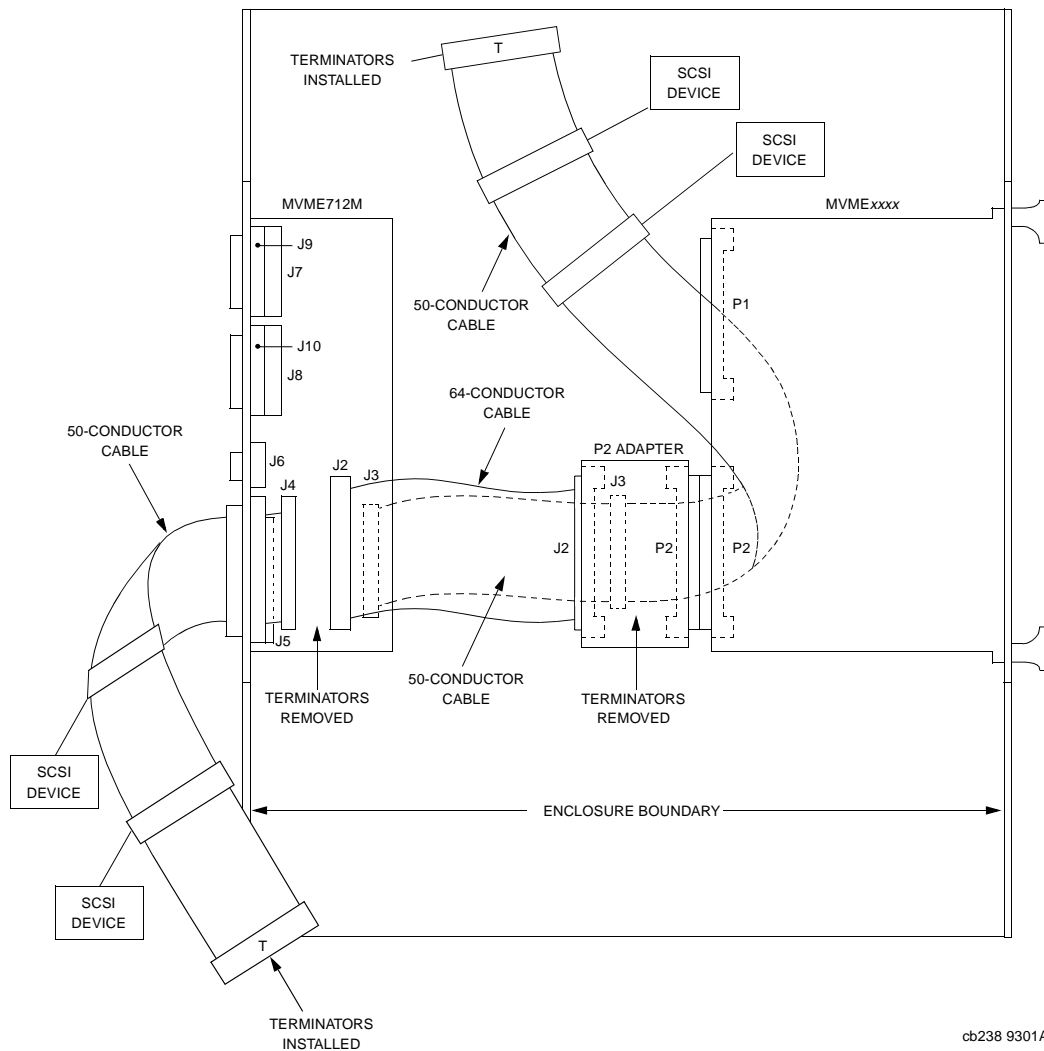 T
TERMINATORS
INSTALLED
SCSI
DEVICE
SCSI
DEVICE
MVME712M
MVMExxxx
J9
J7
P1
50-CONDUCTOR
CABLE
J10
J8
64-CONDUCTOR
CABLE
50-CONDUCTOR
CABLE
P2 ADAPTER
J6
J4
J2
J3
J3
J2
P2
P2
J5
50-CONDUCTOR
CABLE
TERMINATORS
REMOVED
TERMINATORS
REMOVED
SCSI
DEVICE
ENCLOSURE BOUNDARY
SCSI
DEVICE
T
TERMINATORS
INSTALLED
cb238 9301A